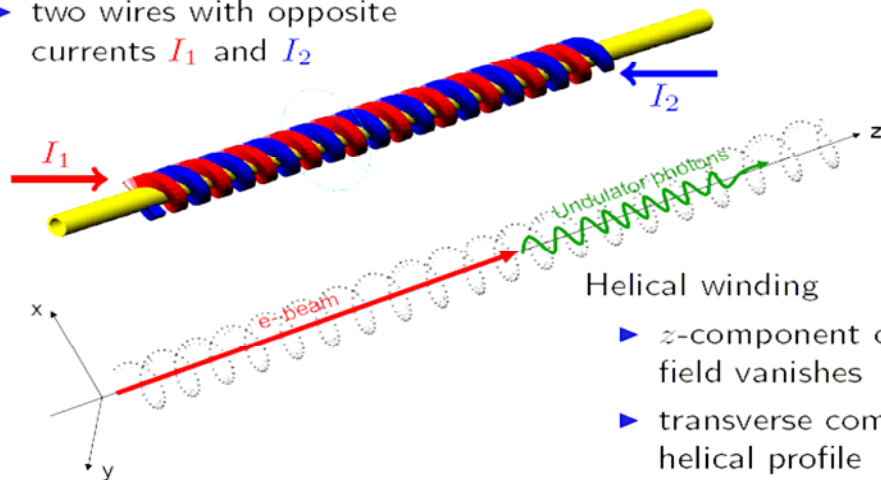 two wires with opposite
currents I₁ and I₂
I₂
I₁
z
Undulator photons
e- beam
x
Helical winding
z-component
field vanishes
transverse com
helical profile
y